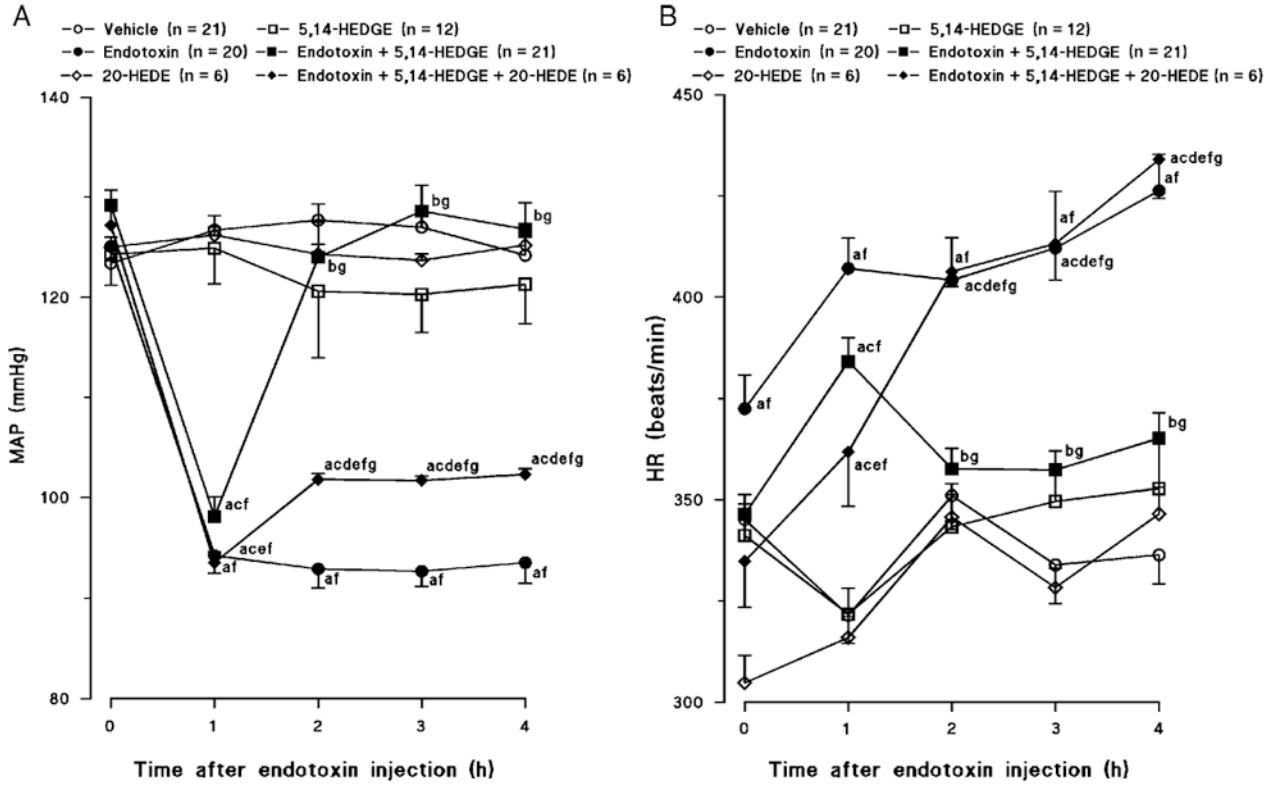 A
Vehicle (n = 21)
5,14-HEDGE (n = 12)
Endotoxin (n = 20)
Endotoxin + 5,14-HEDGE (n = 21)
20-HEDE (n = 6)
Endotoxin + 5,14-HEDGE + 20-HEDE (n = 6)
140
120
100
80
MAP (mmHg)
bg
bg
bg
acf
acef
af
acdefg
acdefg
acdefg
af
af
af
0 1 2 3 4
Time after endotoxin injection (h)
B
Vehicle (n = 21)
5,14-HEDGE (n = 12)
Endotoxin (n = 20)
Endotoxin + 5,14-HEDGE (n = 21)
20-HEDE (n = 6)
Endotoxin + 5,14-HEDGE + 20-HEDE (n = 6)
450
400
350
300
HR (beats/min)
acdefg
af
af
af
af
acdefg
acdefg
acf
af
acef
bg
bg
bg
0 1 2 3 4
Time after endotoxin injection (h)